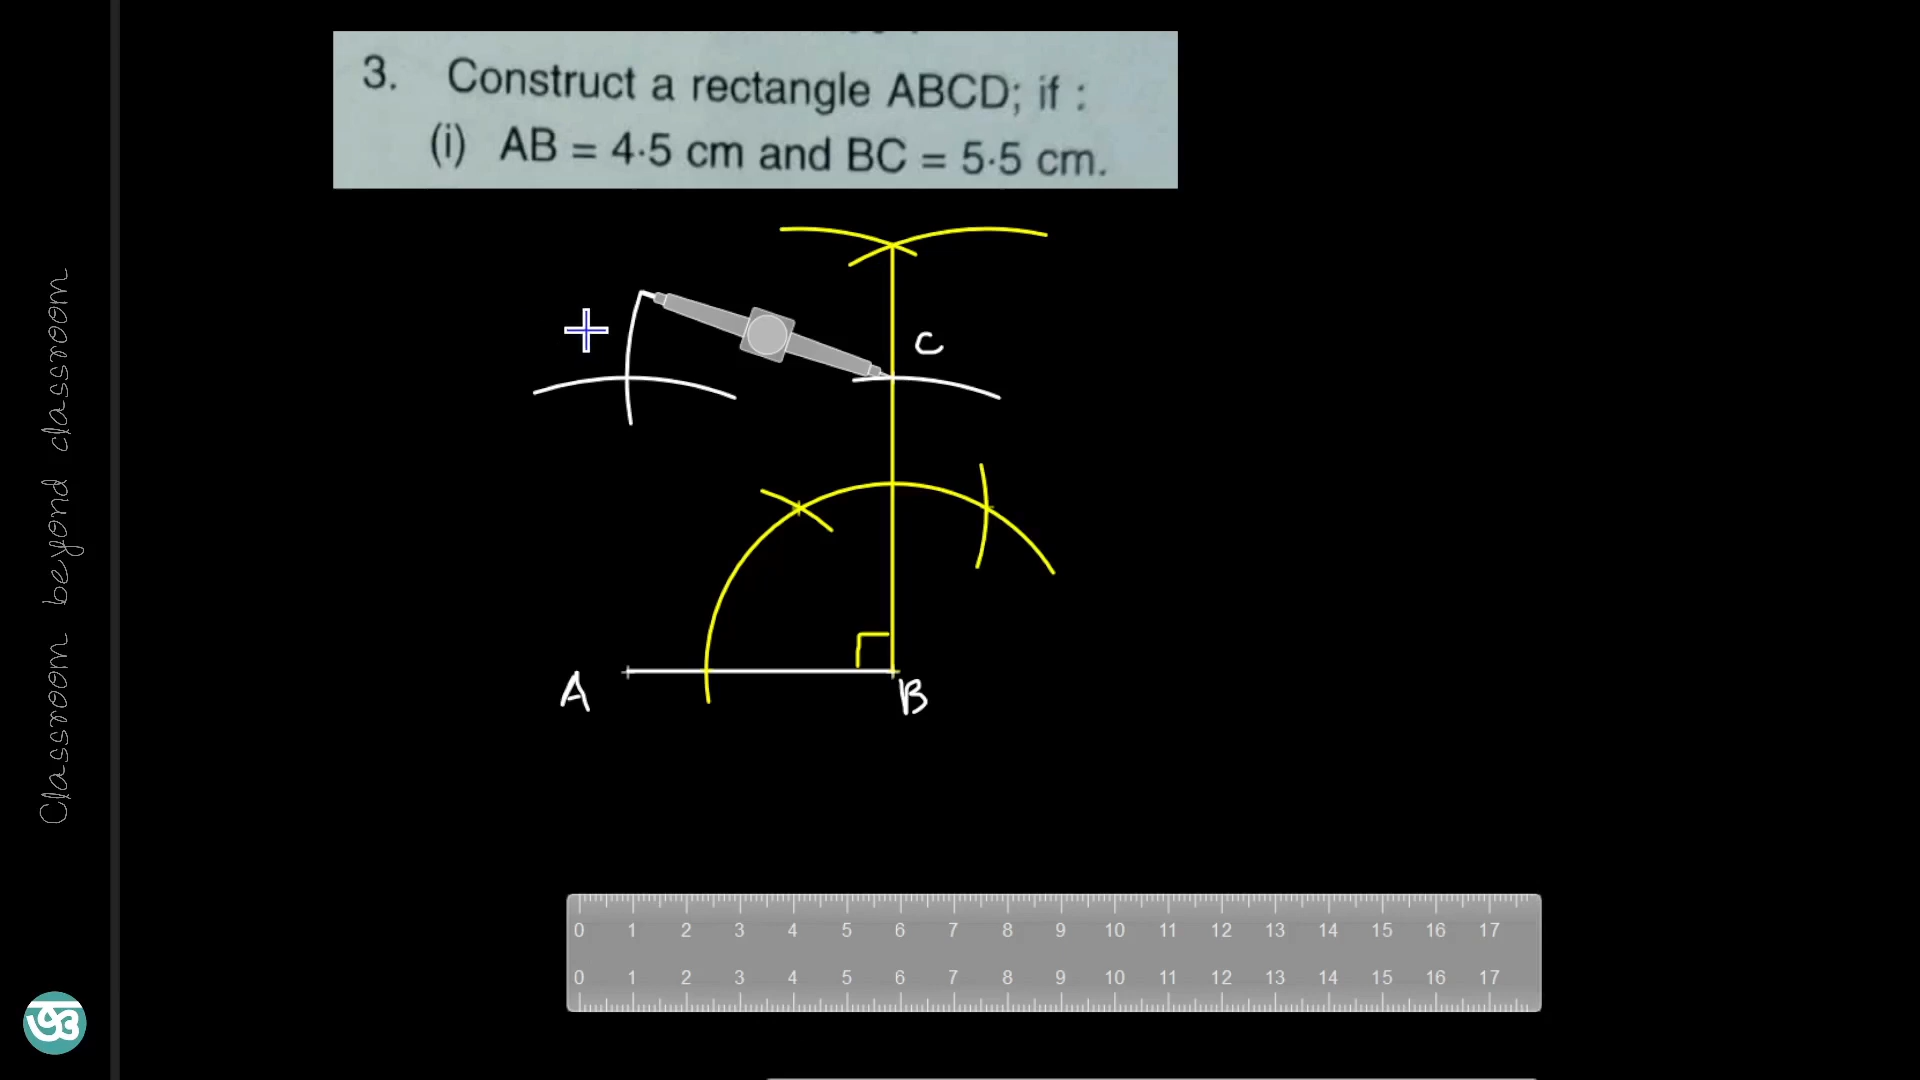 3. Construct a rectangle ABCD; if :
(i) AB = 4·5 cm and BC = 5·5 cm.
C
A
B
Classroom beyond classroom
0 1 2 3 4 5 6 7 8 9 10 11 12 13 14 15 16 17
0 1 2 3 4 5 6 7 8 9 10 11 12 13 14 15 16 17